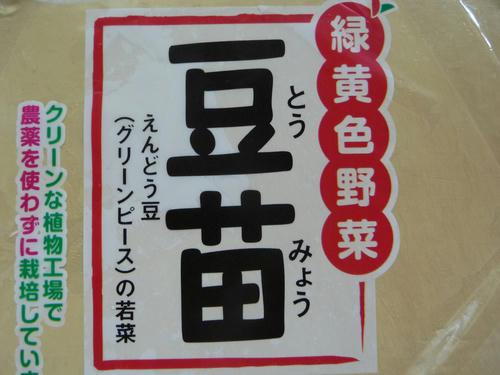 緑黄色野菜
豆苗
とうみょう
えんどう豆
(グリーンピース)の若菜
クリーンな植物工場で
農薬を使わずに栽培してい